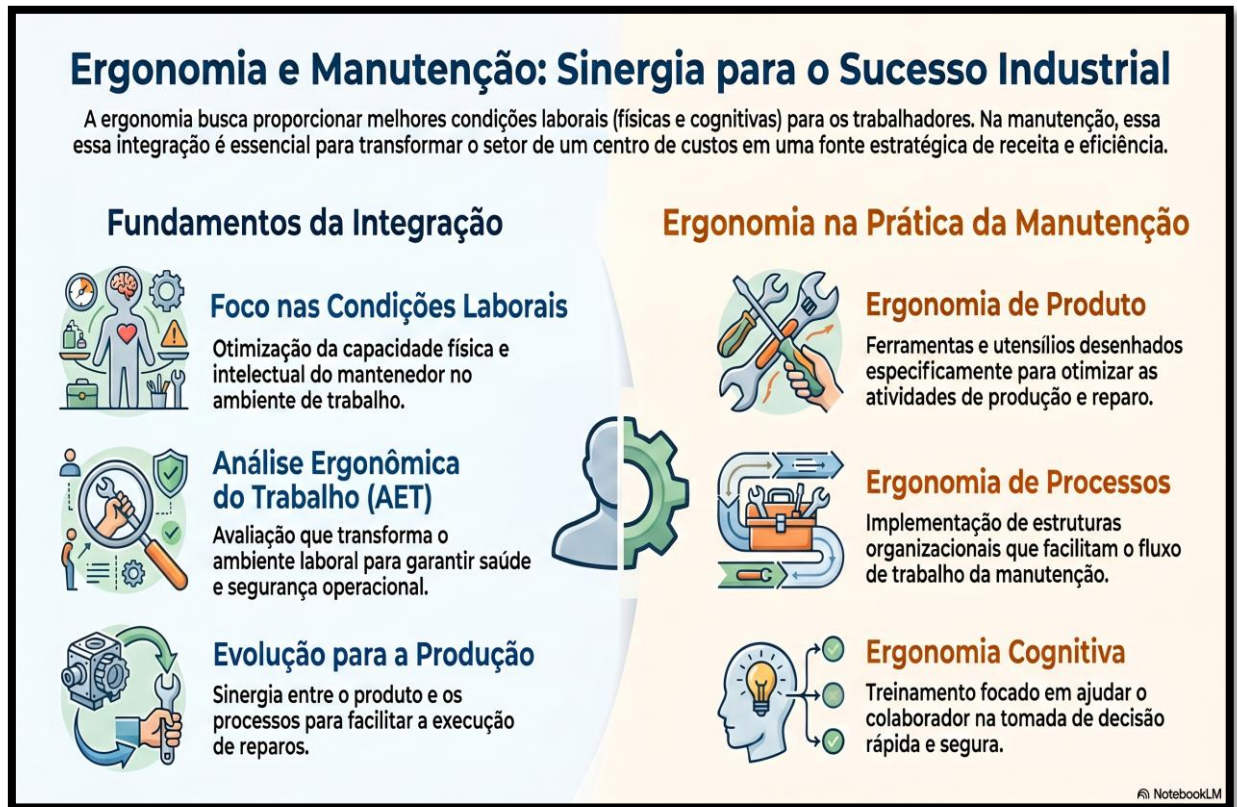 Ergonomia e Manutenção: Sinergia para o Sucesso Industrial
A ergonomia busca proporcionar melhores condições laborais (físicas e cognitivas) para os trabalhadores. Na manutenção, essa
essa integração é essencial para transformar o setor de um centro de custos em uma fonte estratégica de receita e eficiência.
Fundamentos da Integração
Foco nas Condições Laborais
Otimização da capacidade física e
intelectual do mantenedor no
ambiente de trabalho.
Análise Ergonômica
do Trabalho (AET)
Avaliação que transforma o
ambiente laboral para garantir saúde
e segurança operacional.
Evolução para a Produção
Sinergia entre o produto e os
processos para facilitar a execução
de reparos.
Ergonomia na Prática da Manutenção
Ergonomia de Produto
Ferramentas e utensílios desenhados
especificamente para otimizar as
atividades de produção e reparo.
Ergonomia de Processos
Implementação de estruturas
organizacionais que facilitam o fluxo
de trabalho da manutenção.
Ergonomia Cognitiva
Treinamento focado em ajudar o
colaborador na tomada de decisão
rápida e segura.
NotebookLM